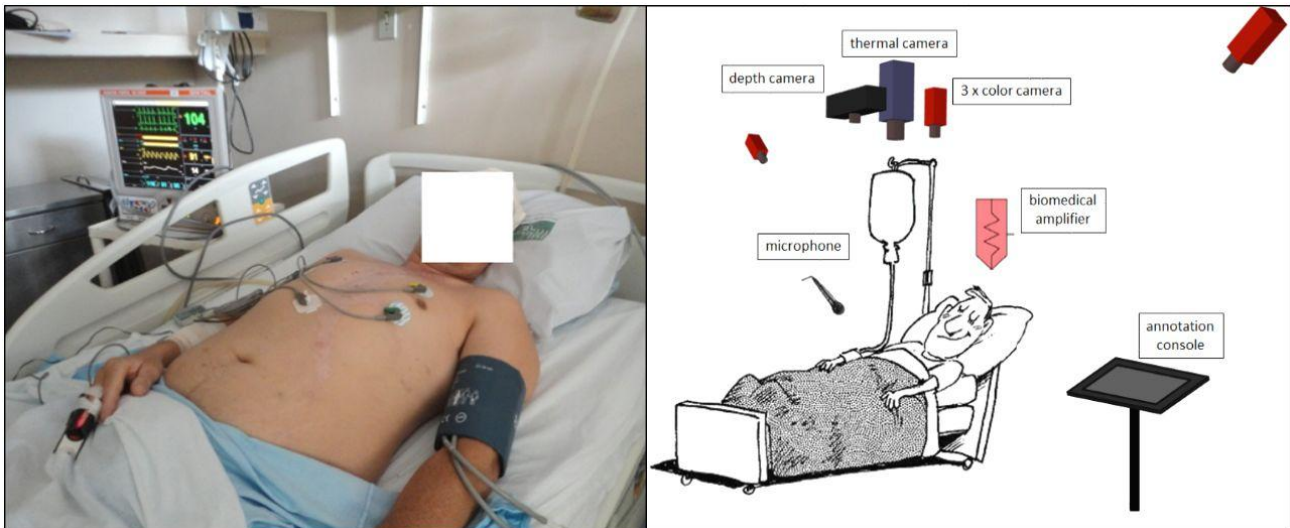 104
thermal camera
depth camera
3 x color camera
biomedical
amplifier
microphone
annotation
console